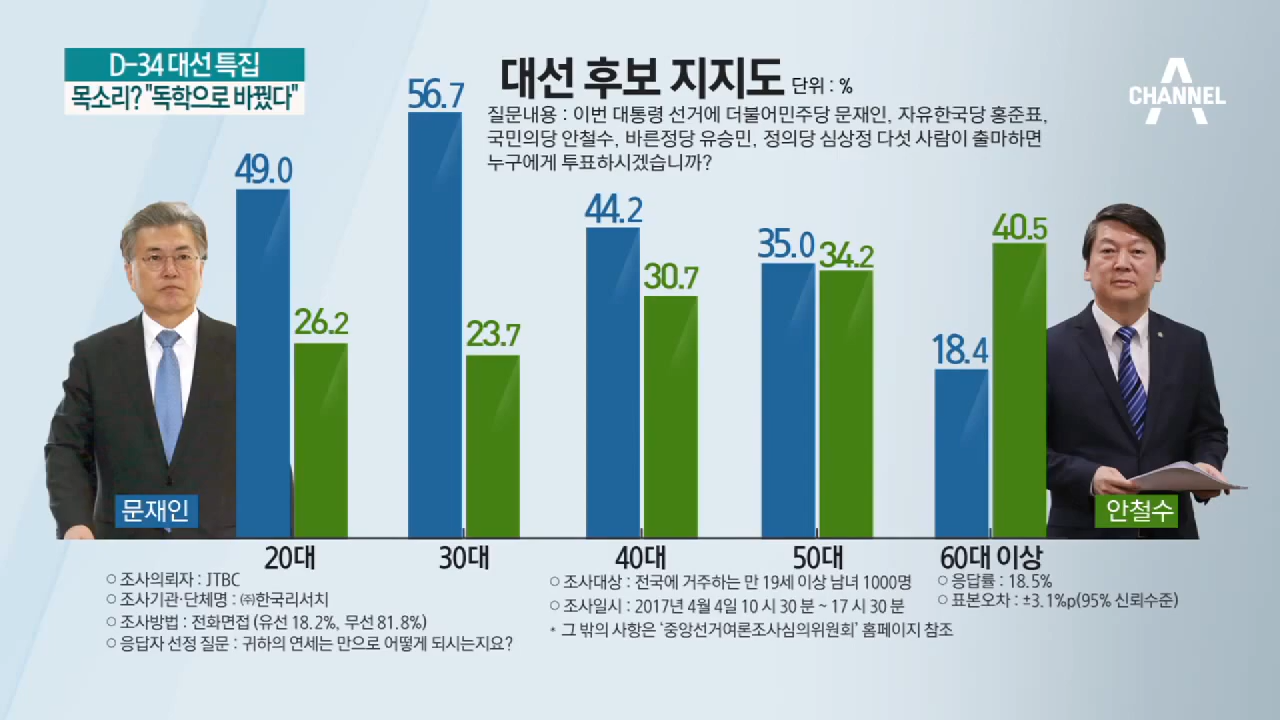 D-34 대선 특집
목소리? "독학으로 바꿨다"
대선 후보 지지도 단위 : %
CHANNEL A
질문내용 : 이번 대통령 선거에 더불어민주당 문재인, 자유한국당 홍준표,
국민의당 안철수, 바른정당 유승민, 정의당 심상정 다섯 사람이 출마하면
누구에게 투표하시겠습니까?
49.0
26.2
56.7
23.7
44.2
30.7
35.0
34.2
18.4
40.5
문재인
안철수
20대
30대
40대
50대
60대 이상
○ 조사의뢰자 : JTBC
○ 조사기관·단체명 : ㈜한국리서치
○ 조사방법 : 전화면접 (유선 18.2%, 무선 81.8%)
○ 응답자 선정 질문 : 귀하의 연세는 만으로 어떻게 되시는지요?
○ 조사대상 : 전국에 거주하는 만 19세 이상 남녀 1000명
○ 조사일시 : 2017년 4월 4일 10 시 30 분 ~ 17 시 30 분
* 그 밖의 사항은 '중앙선거여론조사심의위원회' 홈페이지 참조
○ 응답률 : 18.5%
○ 표본오차 : ±3.1%p(95% 신뢰수준)